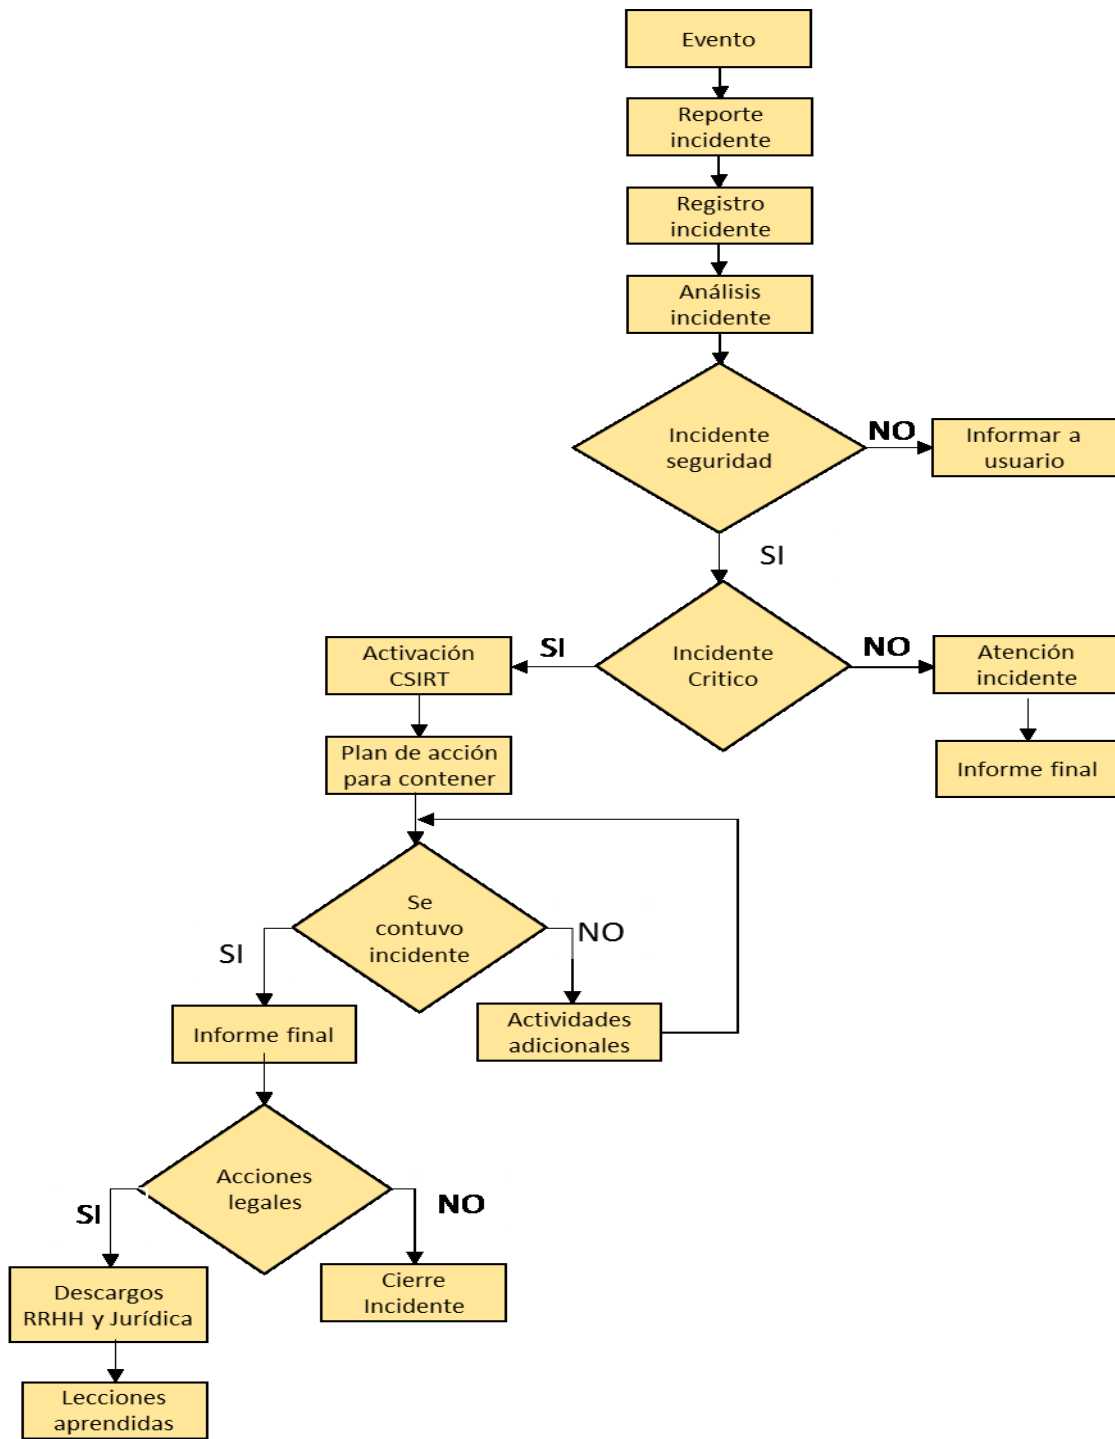 Evento
Reporte
incidente
Registro
incidente
Análisis
incidente
Incidente
seguridad
NO
Informar a
usuario
SI
Incidente
Critico
SI
NO
Activación
CSIRT
Atención
incidente
Plan de acción
para contener
Informe final
Se
contuvo
incidente
SI
NO
Informe final
Actividades
adicionales
Acciones
legales
SI
NO
Descargos
RRHH y Jurídica
Cierre
Incidente
Lecciones
aprendidas